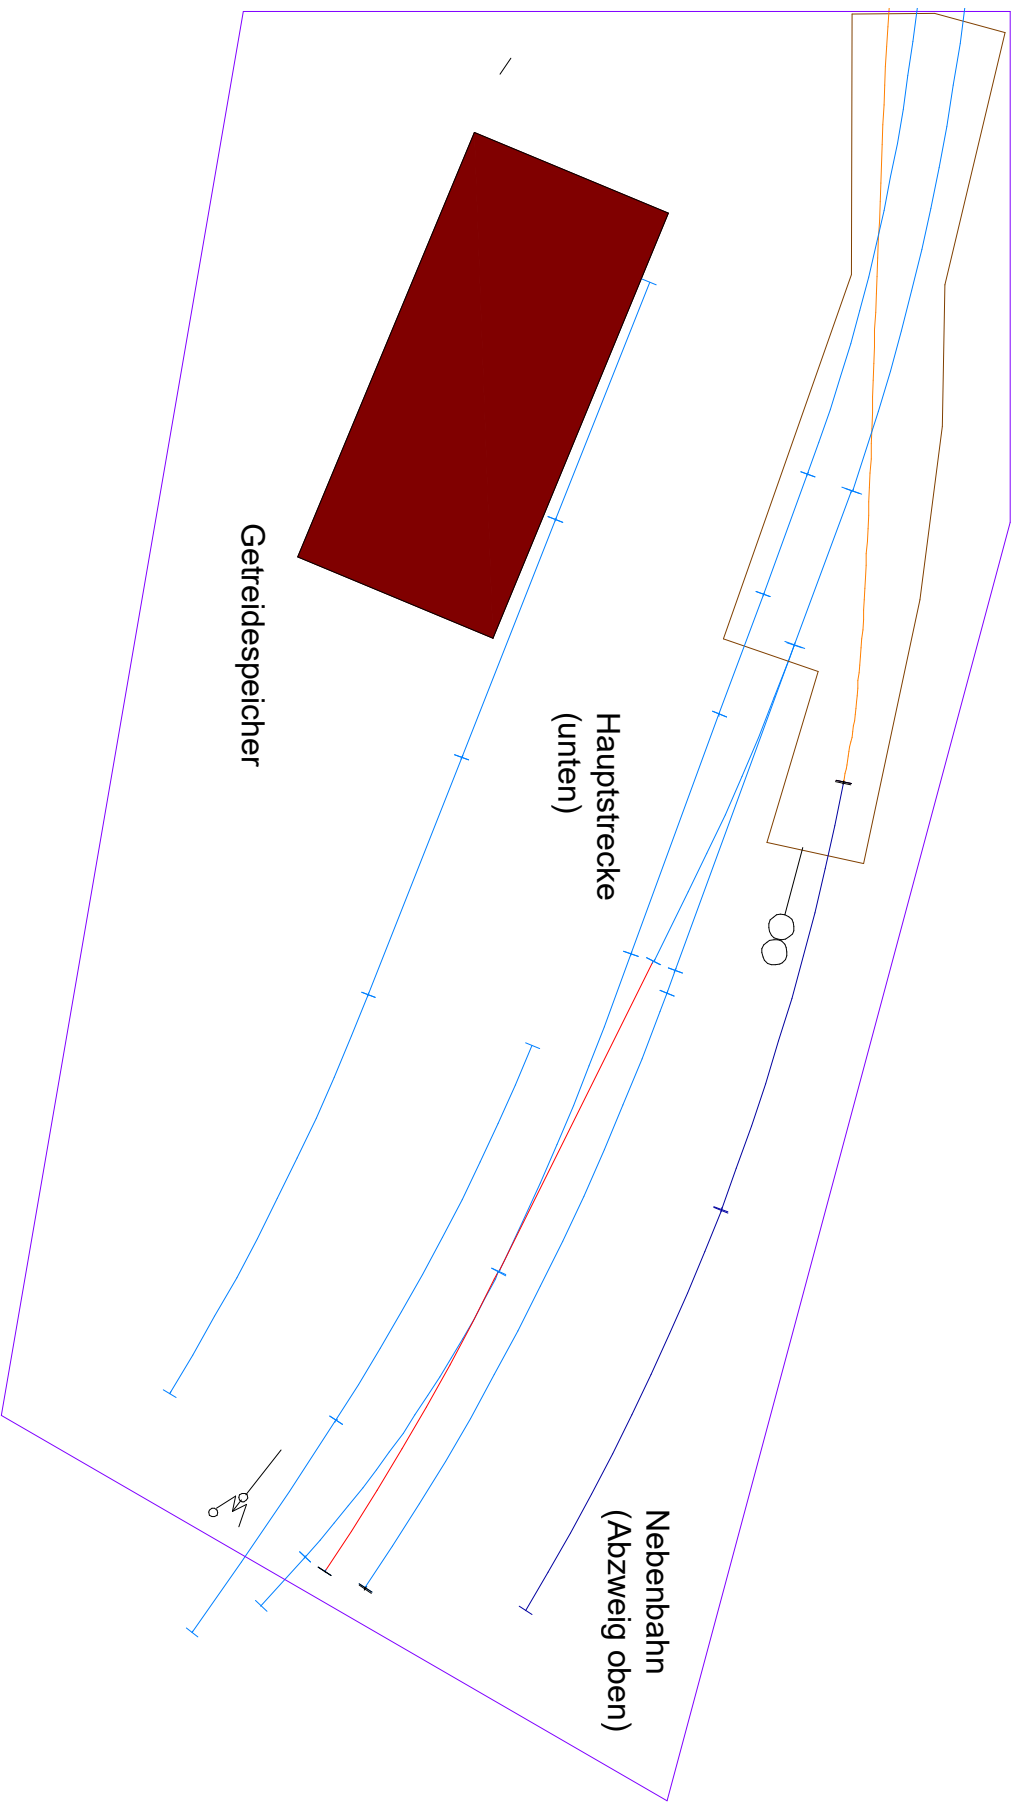 Getreidespeicher
Hauptstrecke
(unten)
Nebenbahn
(Abzweig oben)